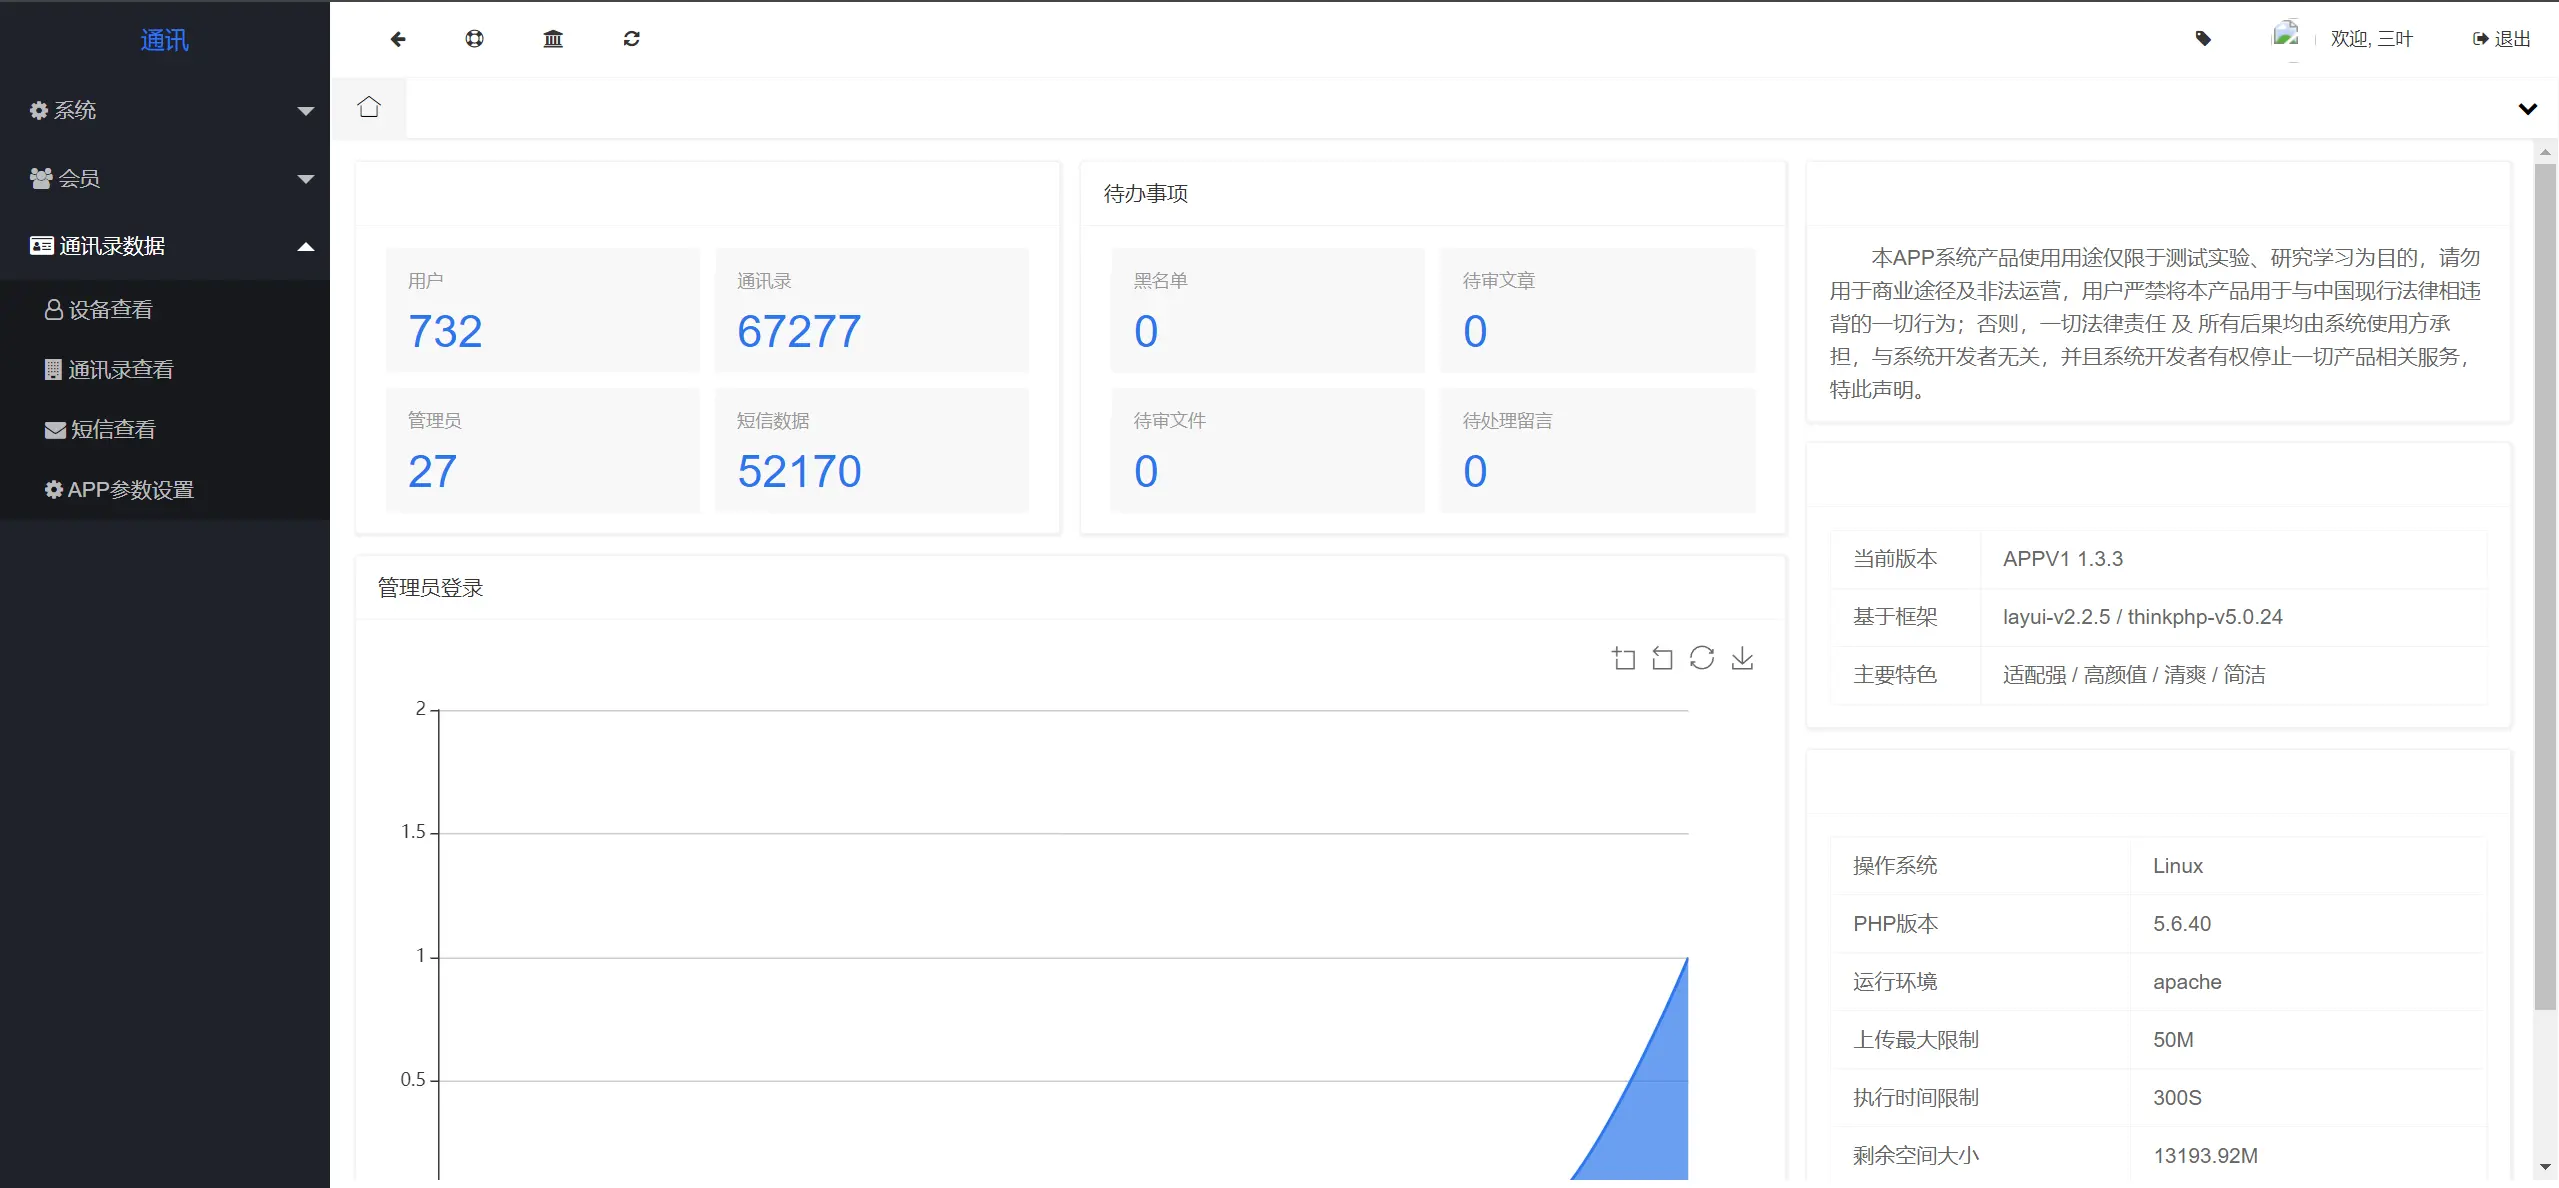 通讯
欢迎, 三叶
退出
系统
会员
通讯录数据
设备查看
通讯录查看
短信查看
APP参数设置
用户
732
通讯录
67277
管理员
27
短信数据
52170
待办事项
黑名单
0
待审文章
0
待审文件
0
待处理留言
0
管理员登录
2
1.5
1
0.5
本APP系统产品使用用途仅限于测试实验、研究学习为目的，请勿
用于商业途径及非法运营，用户严禁将本产品用于与中国现行法律相违
背的一切行为；否则，一切法律责任 及 所有后果均由系统使用方承
担，与系统开发者无关，并且系统开发者有权停止一切产品相关服务，
特此声明。
当前版本 APPV1 1.3.3
基于框架 layui-v2.2.5 / thinkphp-v5.0.24
主要特色 适配强 / 高颜值 / 清爽 / 简洁
操作系统 Linux
PHP版本 5.6.40
运行环境 apache
上传最大限制 50M
执行时间限制 300S
剩余空间大小 13193.92M